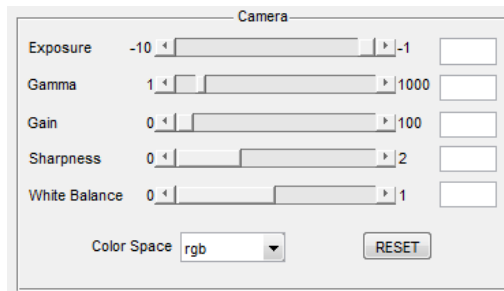 Camera
Exposure -10 -1
Gamma 1 1000
Gain 0 100
Sharpness 0 2
White Balance 0 1
Color Space rgb RESET